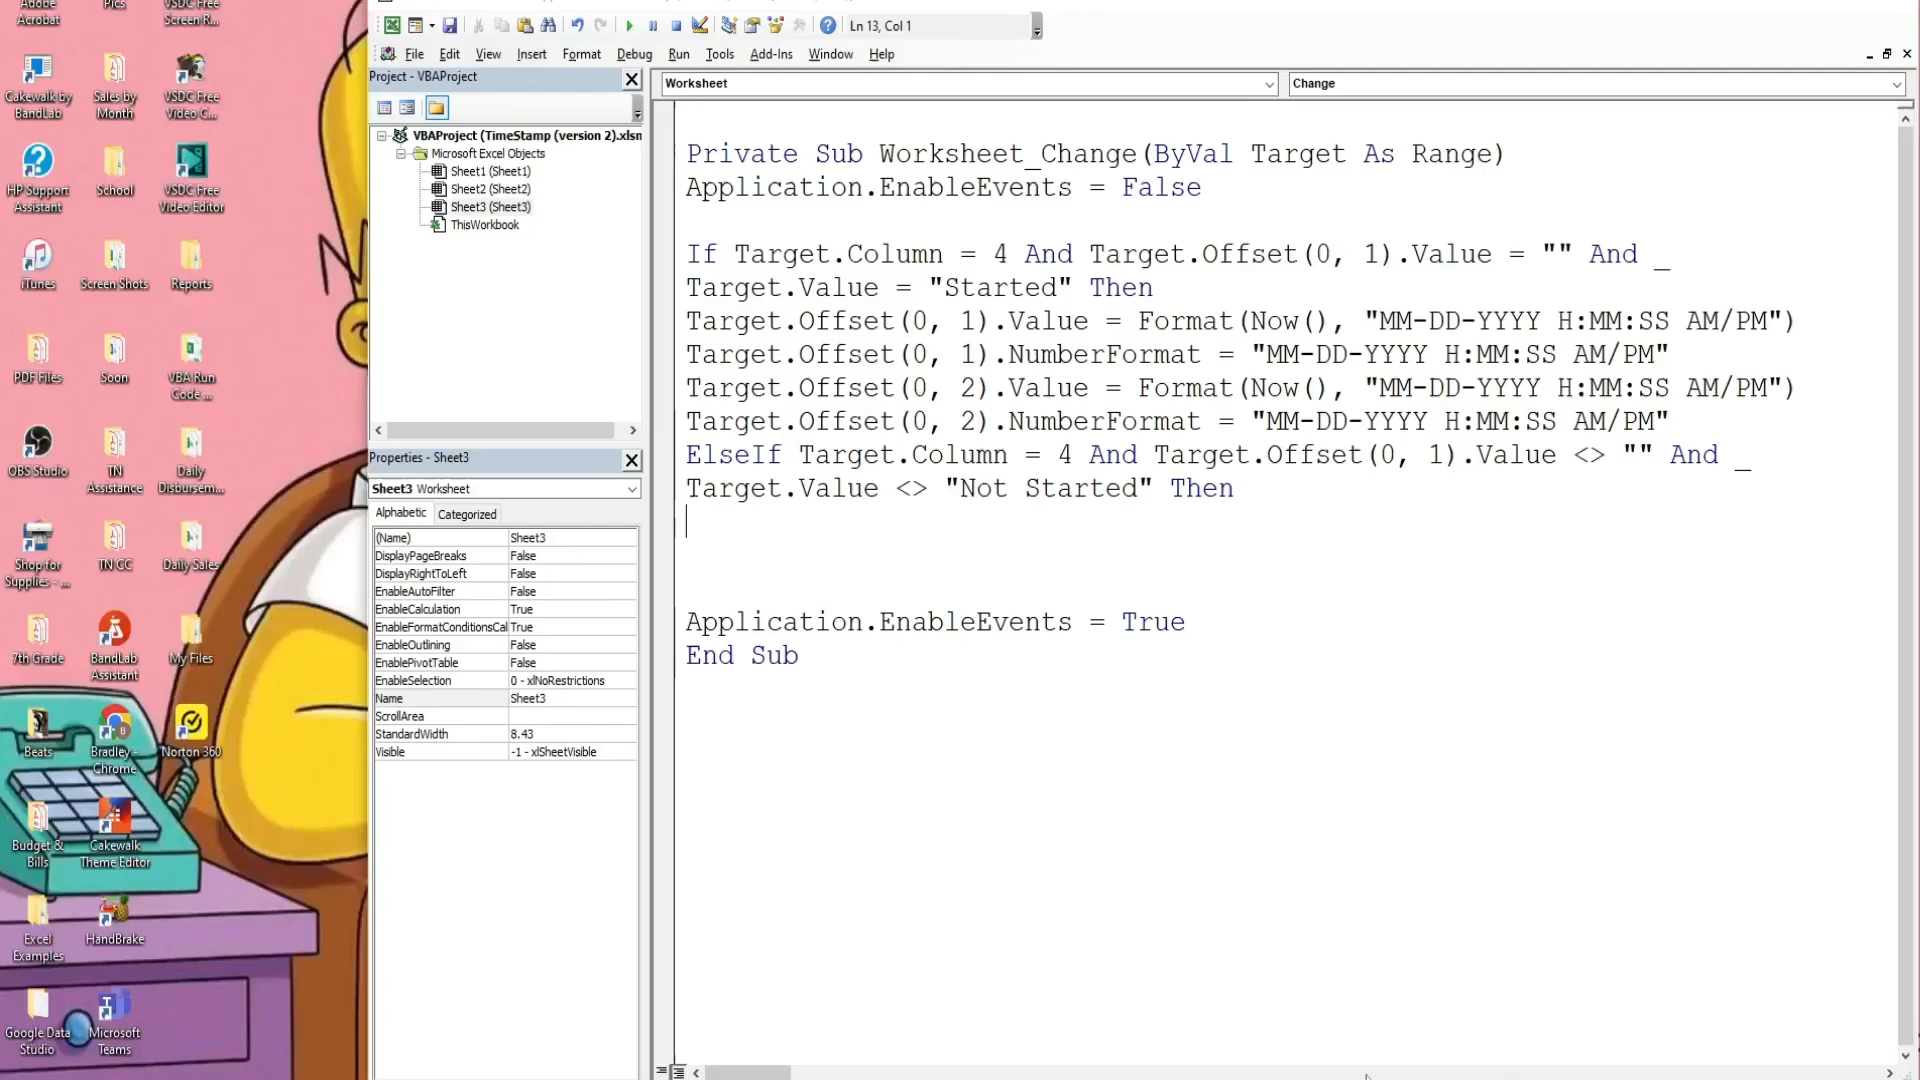 Adobe
Acrobat
Pics
VSDC Free
Screen R...
Cakewalk by
BandLab
Sales by
Month
VSDC Free
Video C...
HP Support
Assistant
School
VSDC Free
Video Editor
iTunes
Screen Shots
Reports
PDF Files
Soon
VBA Run
Code ...
OBS Studio
TN
Assistance
Daily
Disbursem...
Shop for
Supplies - ...
TN CC
Daily Sales
7th Grade
BandLab
Assistant
My Files
Beats
Bradley -
Chrome
Norton 360
Budget &
Bills
Cakewalk
Theme Editor
Excel
Examples
HandBrake
Google Data
Studio
Microsoft
Teams
Ln 13, Col 1
File Edit View Insert Format Debug Run Tools Add-Ins Window Help
Project - VBAProject
VBAProject (TimeStamp (version 2).xlsm
Microsoft Excel Objects
Sheet1 (Sheet1)
Sheet2 (Sheet2)
Sheet3 (Sheet3)
ThisWorkbook
Properties - Sheet3
Sheet3 Worksheet
Alphabetic Categorized
(Name) Sheet3
DisplayPageBreaks False
DisplayRightToLeft False
EnableAutoFilter False
EnableCalculation True
EnableFormatConditionsCal True
EnableOutlining False
EnablePivotTable False
EnableSelection 0 - xlNoRestrictions
Name Sheet3
ScrollArea
StandardWidth 8.43
Visible -1 - xlSheetVisible
Worksheet Change
Private Sub Worksheet_Change(ByVal Target As Range)
Application.EnableEvents = False
If Target.Column = 4 And Target.Offset(0, 1).Value = "" And _
Target.Value = "Started" Then
Target.Offset(0, 1).Value = Format(Now(), "MM-DD-YYYY H:MM:SS AM/PM")
Target.Offset(0, 1).NumberFormat = "MM-DD-YYYY H:MM:SS AM/PM"
Target.Offset(0, 2).Value = Format(Now(), "MM-DD-YYYY H:MM:SS AM/PM")
Target.Offset(0, 2).NumberFormat = "MM-DD-YYYY H:MM:SS AM/PM"
ElseIf Target.Column = 4 And Target.Offset(0, 1).Value <> "" And _
Target.Value <> "Not Started" Then
Application.EnableEvents = True
End Sub